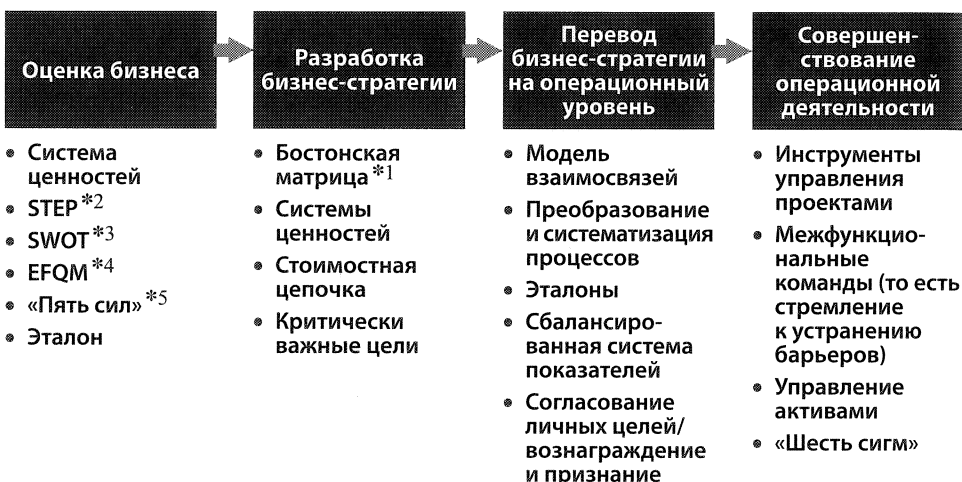 Оценка бизнеса
• Система
ценностей
• STEP*2
• SWOT*3
• EFQM*4
• «Пять сил»*5
• Эталон
Разработка
бизнес-стратегии
• Бостонская
матрица*1
• Системы
ценностей
• Стоимостная
цепочка
• Критически
важные цели
Перевод
бизнес-стратегии
на операционный
уровень
• Модель
взаимосвязей
• Преобразование
и систематизация
процессов
• Эталоны
• Сбалансиро-
ванная система
показателей
• Согласование
личных целей/
вознаграждение
и признание
Совершен-
ствование
операционной
деятельности
• Инструменты
управления
проектами
• Межфункцио-
нальные
команды (то есть
стремление
к устранению
барьеров)
• Управление
активами
• «Шесть сигм»